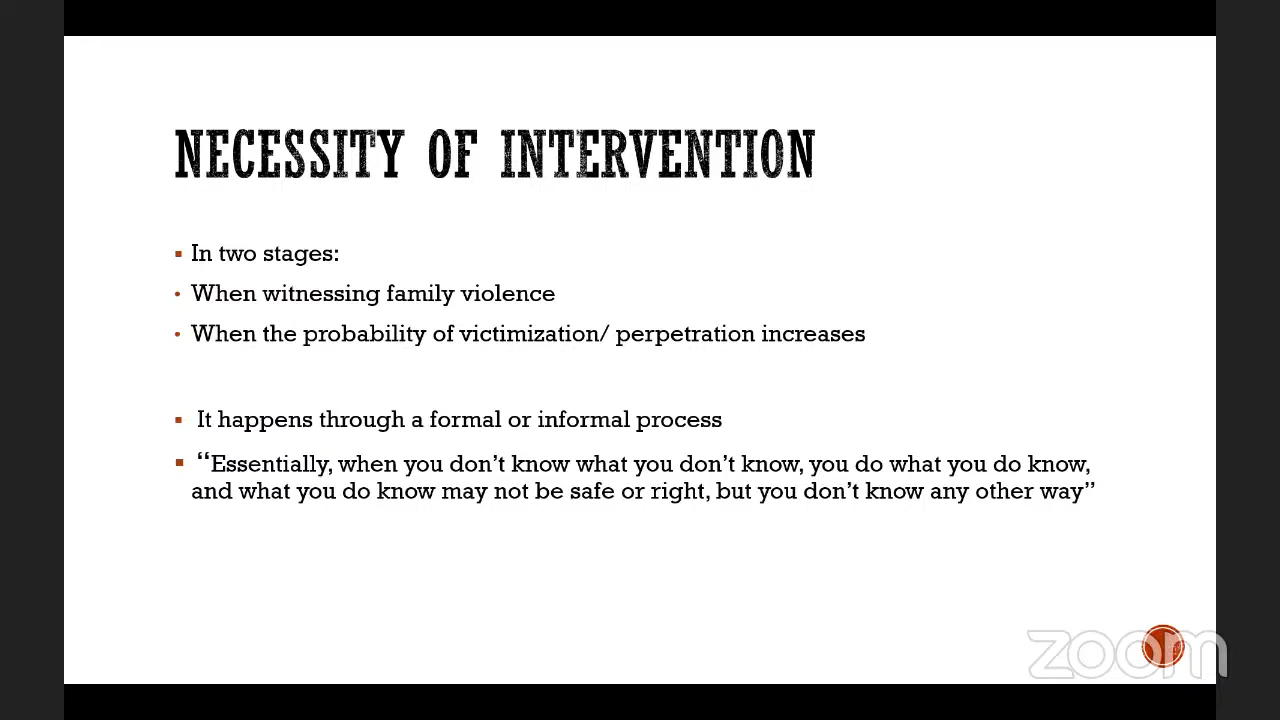 NECESSITY OF INTERVENTION
In two stages:
When witnessing family violence
When the probability of victimization/ perpetration increases
It happens through a formal or informal process
“Essentially, when you don’t know what you don’t know, you do what you do know,
and what you do know may not be safe or right, but you don’t know any other way”
zoom